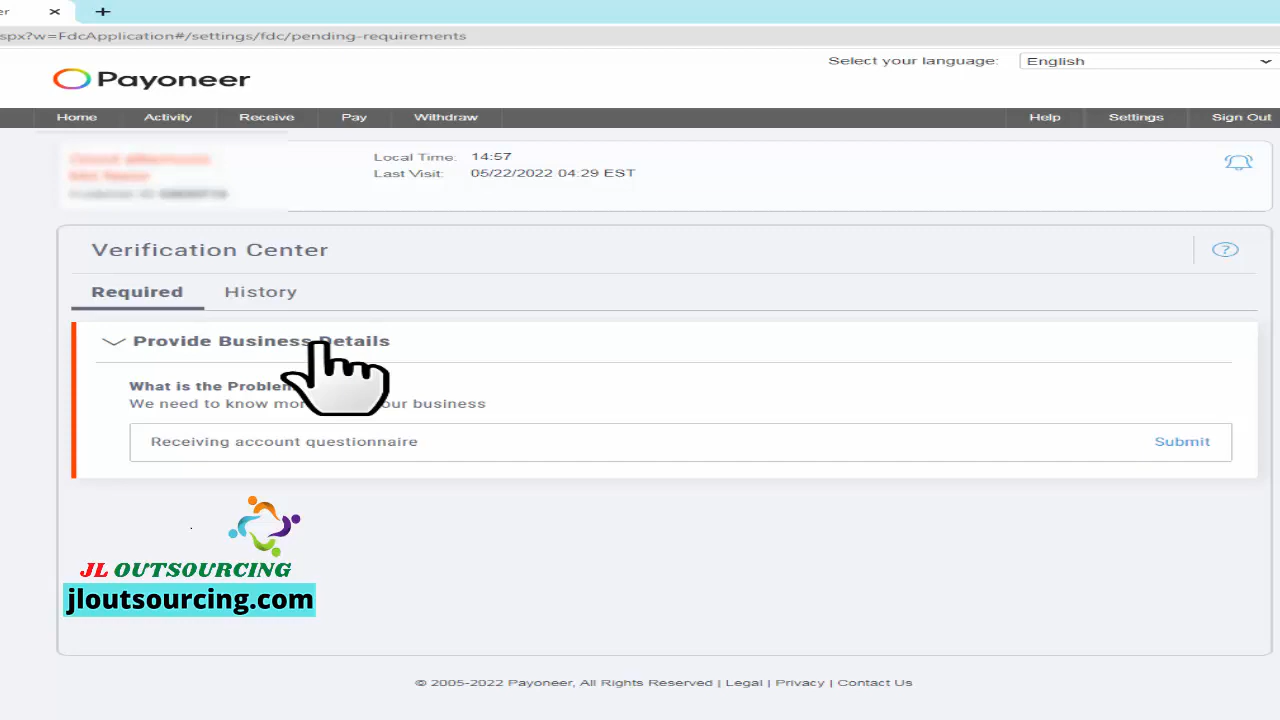 er × +
spx?w=FdcApplication#/settings/fdc/pending-requirements
Select your language: English
Payoneer
Home Activity Receive Pay Withdraw Help Settings Sign Out
Local Time: 14:57
Last Visit: 05/22/2022 04:29 EST
Verification Center ?
Required History
Provide Business Details
What is the Problem
We need to know our business
Receiving account questionnaire Submit
JL OUTSOURCING
jloutsourcing.com
© 2005-2022 Payoneer, All Rights Reserved | Legal | Privacy | Contact Us